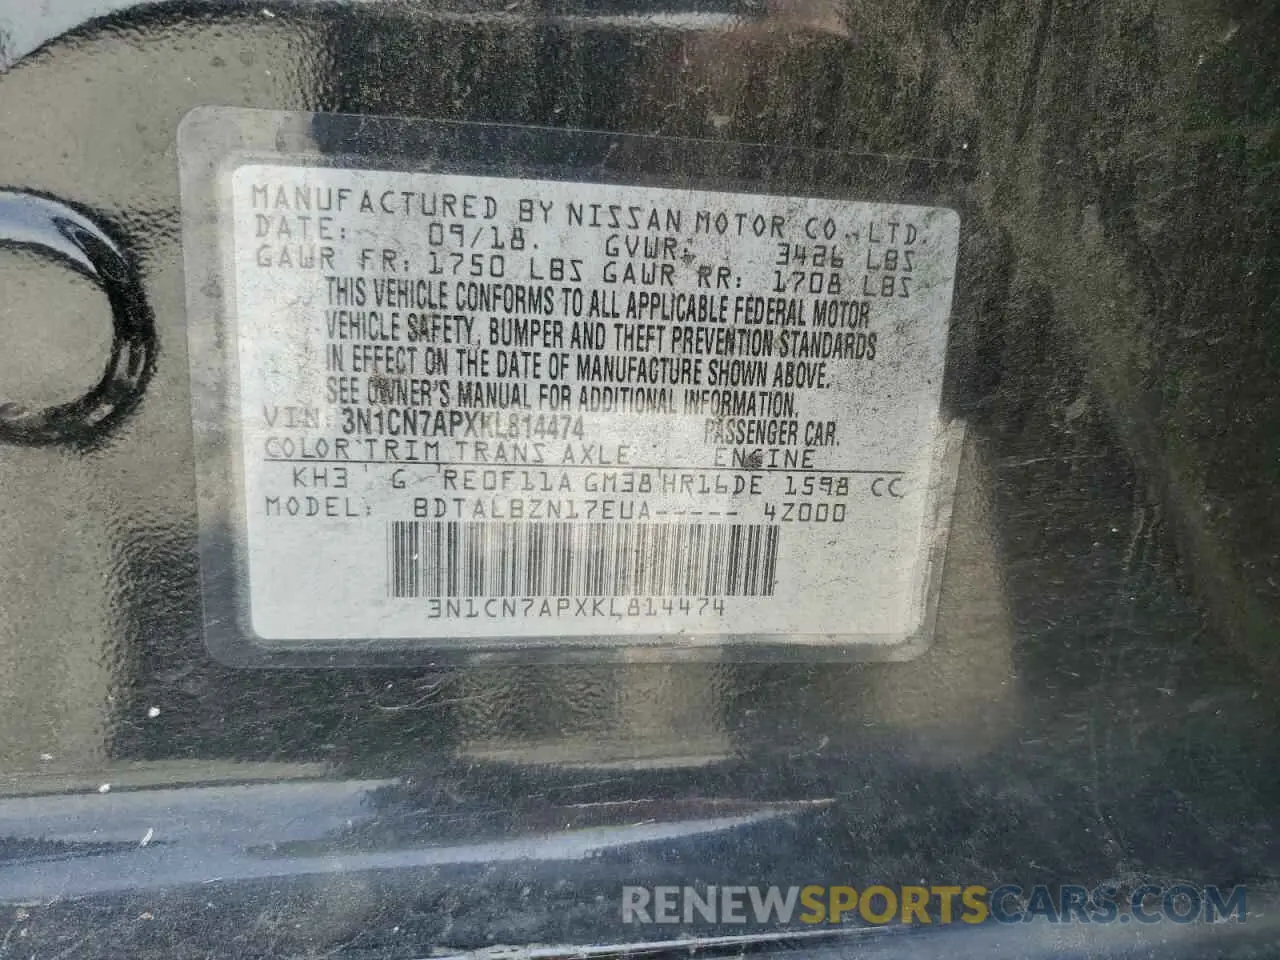 MANUFACTURED BY NISSAN MOTOR CO., LTD.
DATE: 09/18. GVWR: 3426 LBS
GAWR FR: 1750 LBS GAWR RR: 1708 LBS
THIS VEHICLE CONFORMS TO ALL APPLICABLE FEDERAL MOTOR
VEHICLE SAFETY, BUMPER AND THEFT PREVENTION STANDARDS
IN EFFECT ON THE DATE OF MANUFACTURE SHOWN ABOVE.
SEE OWNER'S MANUAL FOR ADDITIONAL INFORMATION.
VIN: 3N1CN7APXKL814474 PASSENGER CAR.
COLOR TRIM TRANS AXLE ENGINE
KH3 G RE0F11A GM38 HR16DE 1598 CC
MODEL: BDTALBZN17EUA----- 4Z000
3N1CN7APXKL814474
RENEWSPORTSCARS.COM